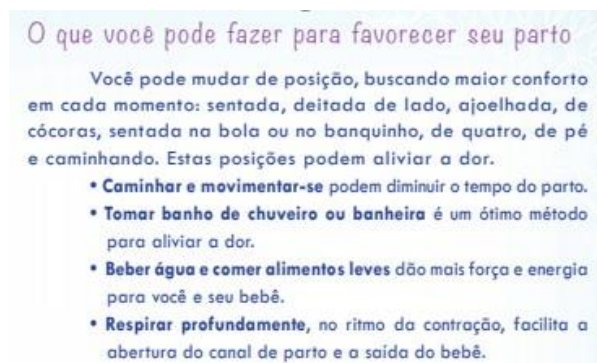 O que você pode fazer para favorecer seu parto
Você pode mudar de posição, buscando maior conforto
em cada momento: sentada, deitada de lado, ajoelhada, de
cócoras, sentada na bola ou no banquinho, de quatro, de pé
e caminhando. Estas posições podem aliviar a dor.
• Caminhar e movimentar-se podem diminuir o tempo do parto.
• Tomar banho de chuveiro ou banheira é um ótimo método
para aliviar a dor.
• Beber água e comer alimentos leves dão mais força e energia
para você e seu bebê.
• Respirar profundamente, no ritmo da contração, facilita a
abertura do canal de parto e a saída do bebê.